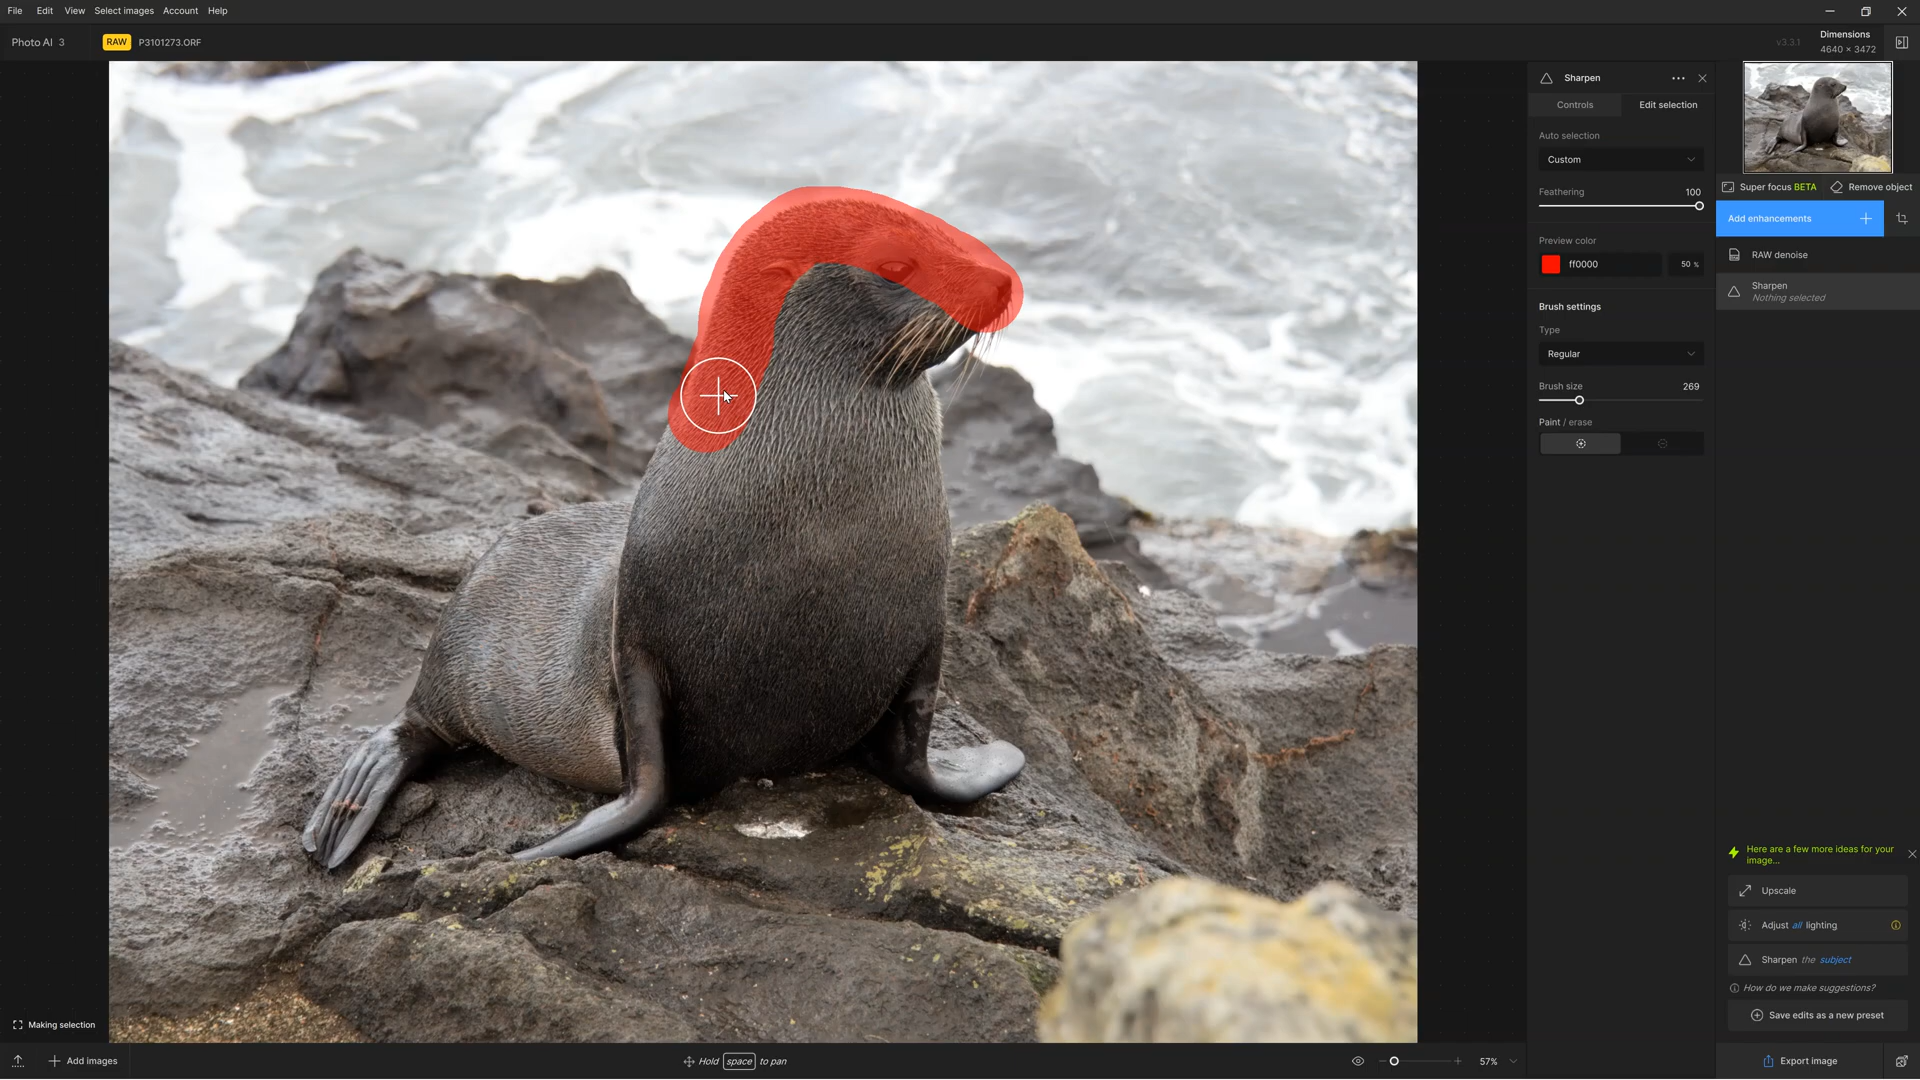 File Edit View Select images Account Help
Photo AI 3 RAW P3101273.ORF
v3.3.1 Dimensions
4640 × 3472
Sharpen
Controls Edit selection
Auto selection
Custom
Feathering 100
Preview color
ff0000 50 %
Brush settings
Type
Regular
Brush size 269
Paint / erase
Super focus BETA Remove object
Add enhancements
RAW denoise
Sharpen
Nothing selected
Here are a few more ideas for your
image...
Upscale
Adjust all lighting
Sharpen the subject
How do we make suggestions?
Save edits as a new preset
Making selection
Add images
Hold space to pan
57%
Export image